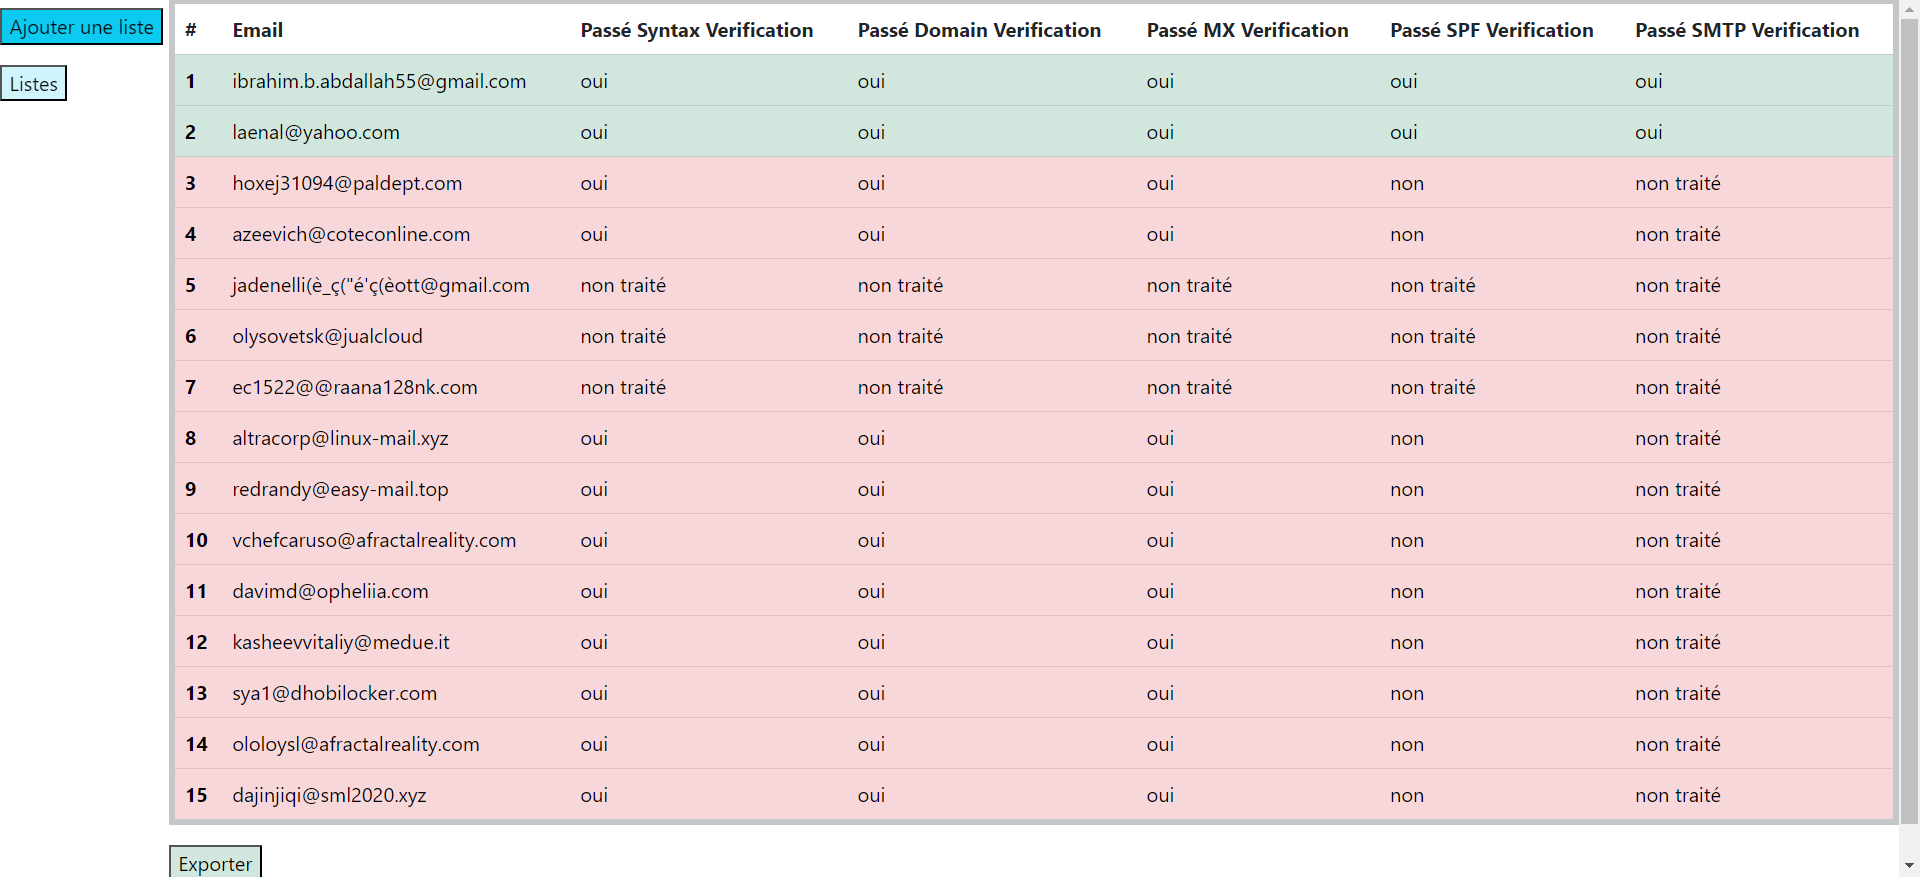 Ajouter une liste
Listes
# Email Passé Syntax Verification Passé Domain Verification Passé MX Verification Passé SPF Verification Passé SMTP Verification
1 ibrahim.b.abdallah55@gmail.com oui oui oui oui oui
2 laenal@yahoo.com oui oui oui oui oui
3 hoxej31094@paldept.com oui oui oui non non traité
4 azeevich@coteconline.com oui oui oui non non traité
5 jadenelli(è_ç("é'ç(èott@gmail.com non traité non traité non traité non traité non traité
6 olysovetsk@jualcloud non traité non traité non traité non traité non traité
7 ec1522@@raana128nk.com non traité non traité non traité non traité non traité
8 altracorp@linux-mail.xyz oui oui oui non non traité
9 redrandy@easy-mail.top oui oui oui non non traité
10 vchefcaruso@afractalreality.com oui oui oui non non traité
11 davimd@opheliia.com oui oui oui non non traité
12 kasheevvitaliy@medue.it oui oui oui non non traité
13 sya1@dhobilocker.com oui oui oui non non traité
14 ololoysl@afractalreality.com oui oui oui non non traité
15 dajinjiqi@sml2020.xyz oui oui oui non non traité
Exporter